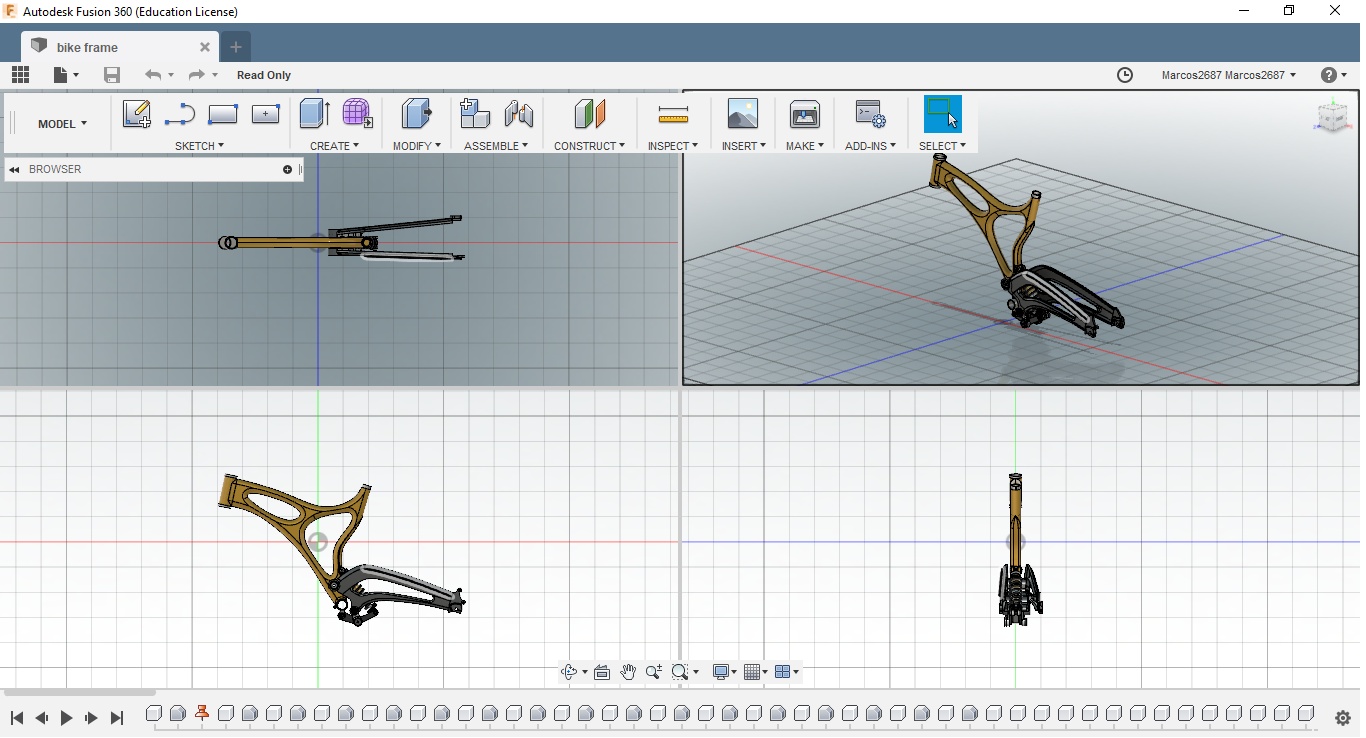 Autodesk Fusion 360 (Education License)
bike frame
Read Only
Marcos2687 Marcos2687
MODEL
SKETCH
CREATE
MODIFY
ASSEMBLE
CONSTRUCT
INSPECT
INSERT
MAKE
ADD-INS
SELECT
BROWSER